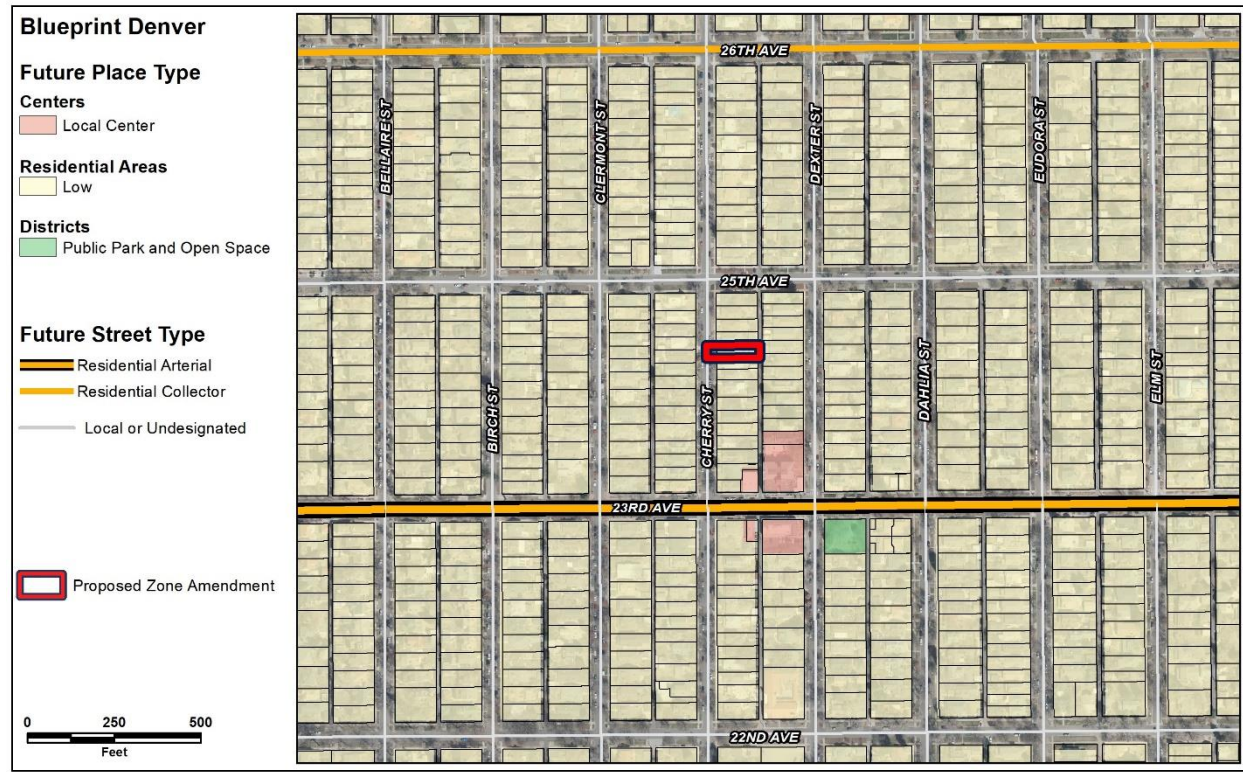 Blueprint Denver
Future Place Type
Centers
Local Center
Residential Areas
Low
Districts
Public Park and Open Space
Future Street Type
Residential Arterial
Residential Collector
Local or Undesignated
Proposed Zone Amendment
0 250 500
Feet
26TH AVE
BELLAIRE ST
CLERMONT ST
DEXTER ST
EUDORA ST
25TH AVE
BIRCH ST
CHERRY ST
DAHLIA ST
ELM ST
23RD AVE
22ND AVE